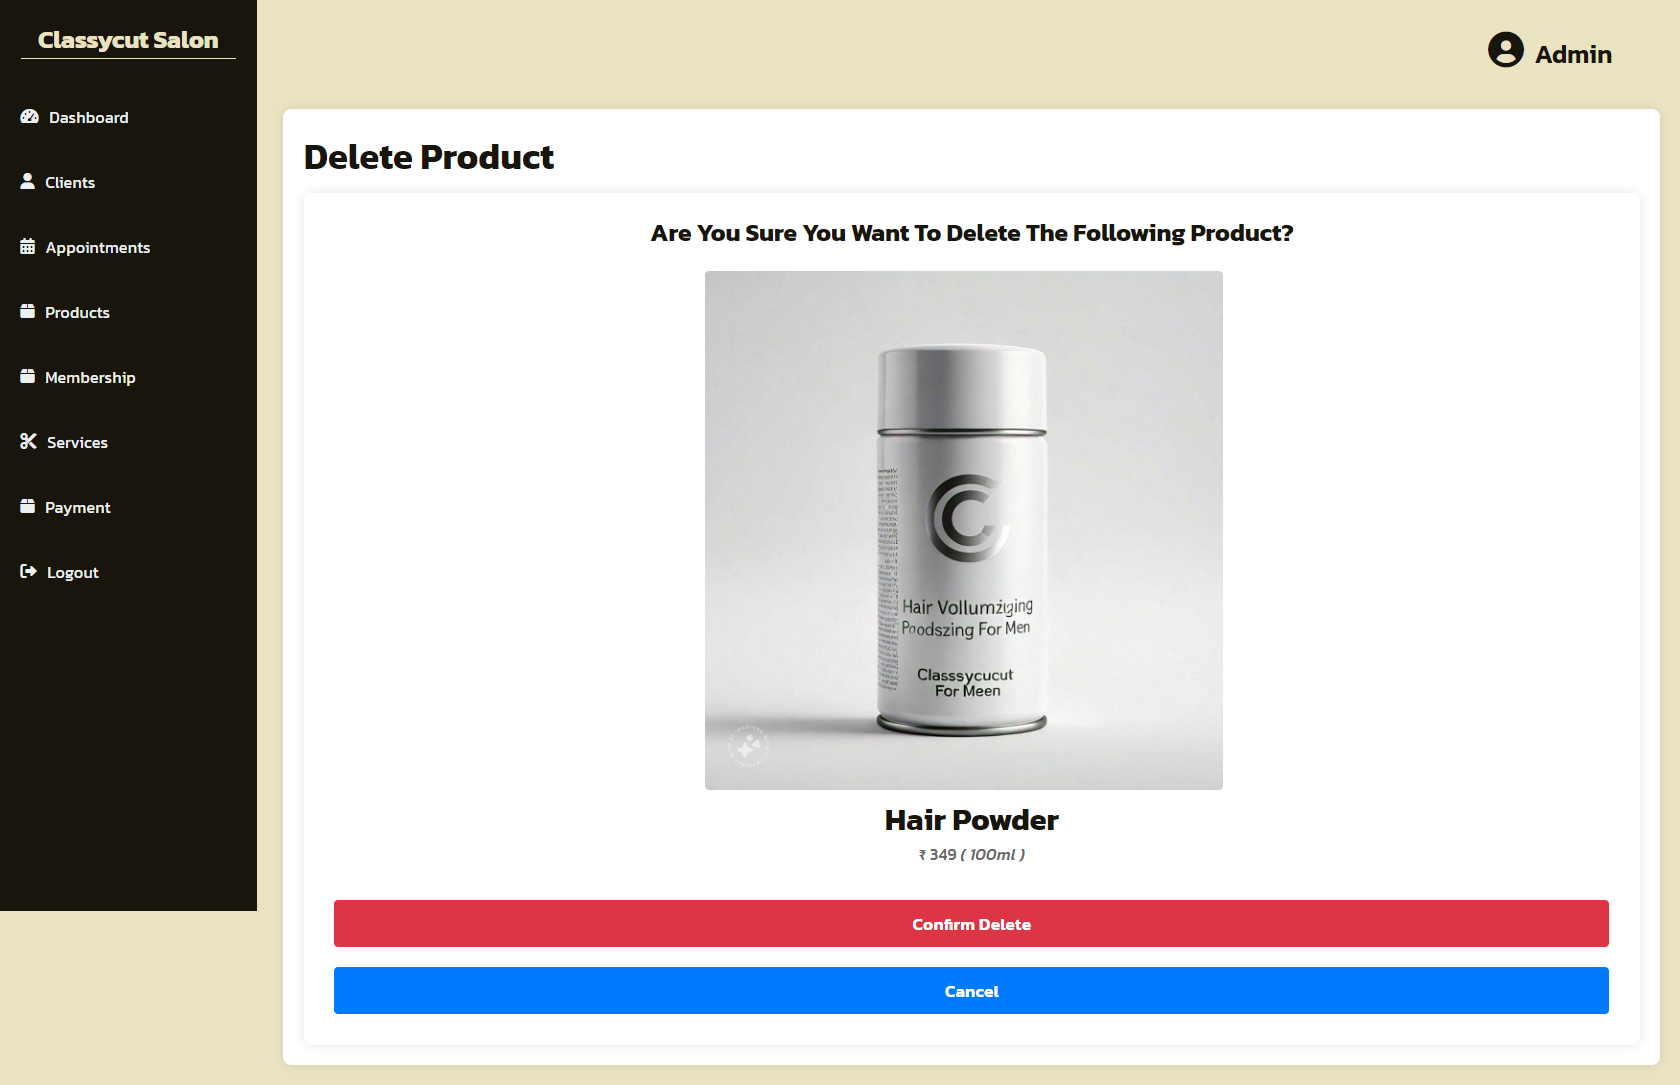 Classycut Salon
Admin
Dashboard
Clients
Appointments
Products
Membership
Services
Payment
Logout
Delete Product
Are You Sure You Want To Delete The Following Product?
Hair Vollumziging
Poodszing For Men
Classsycucut
For Meen
Hair Powder
₹ 349 ( 100ml )
Confirm Delete
Cancel